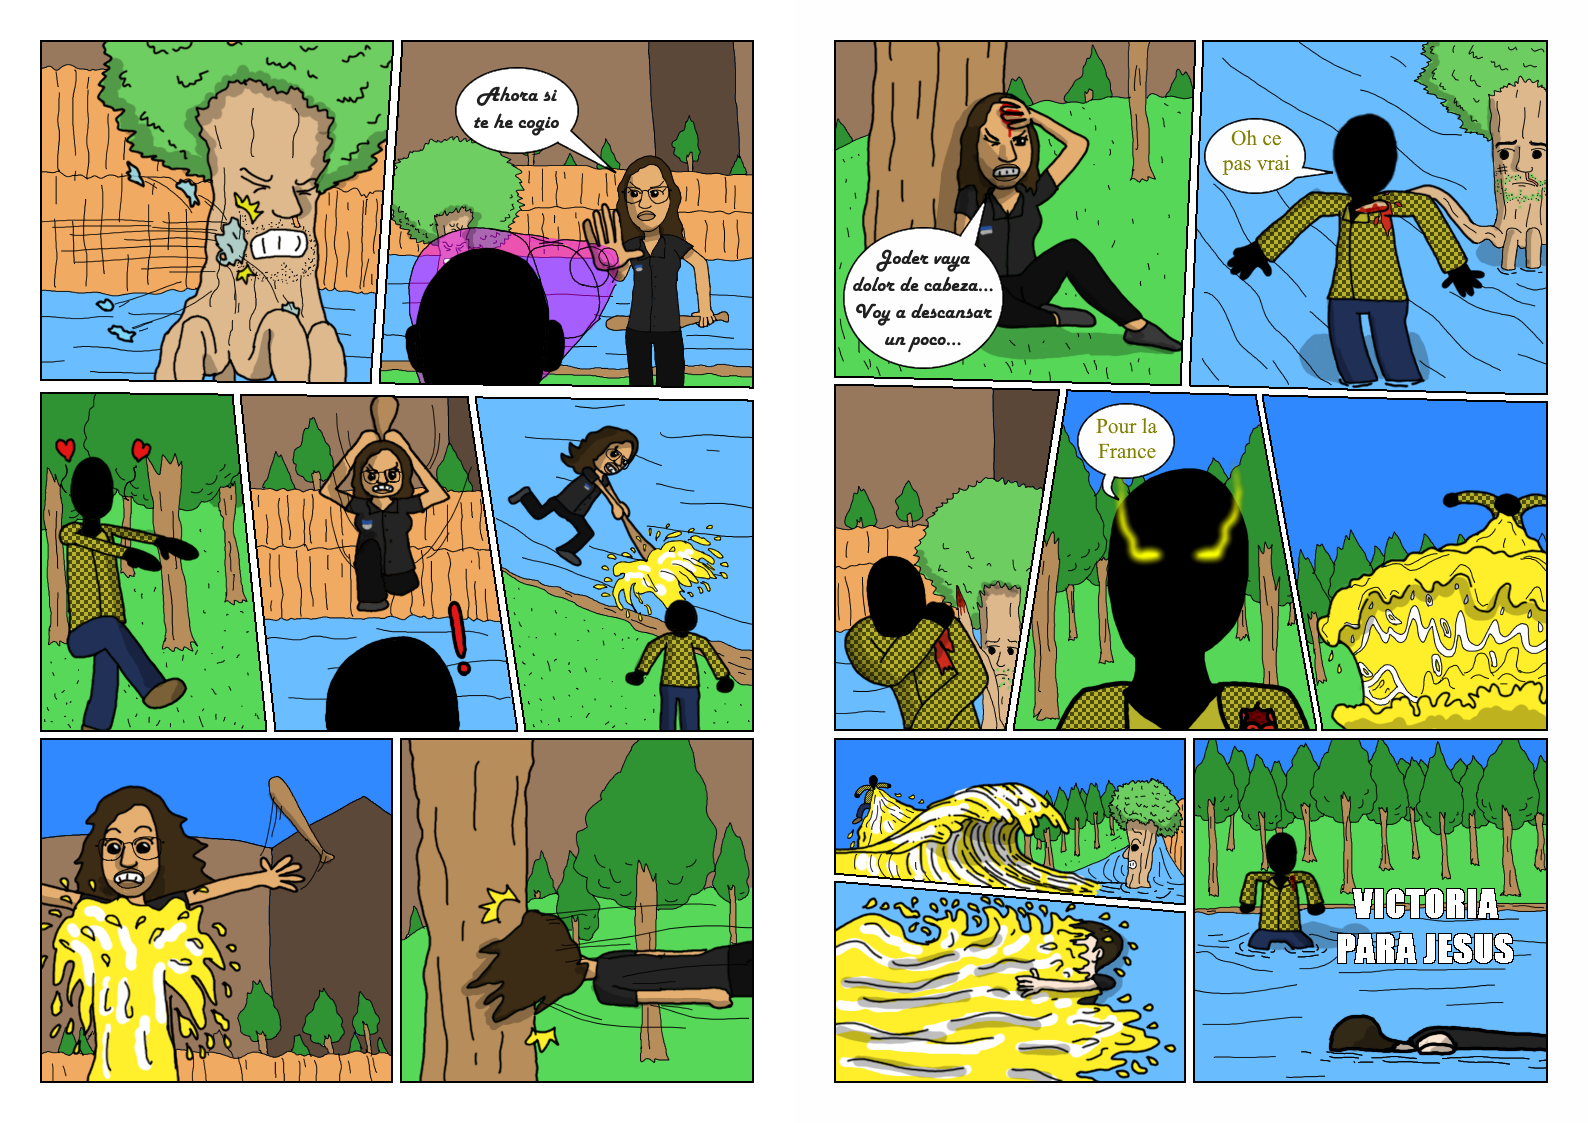 Ahora si
te he cogio
Joder vaya
dolor de cabeza...
Voy a descansar
un poco...
Oh ce
pas vrai
Pour la
France
VICTORIA
PARA JESUS